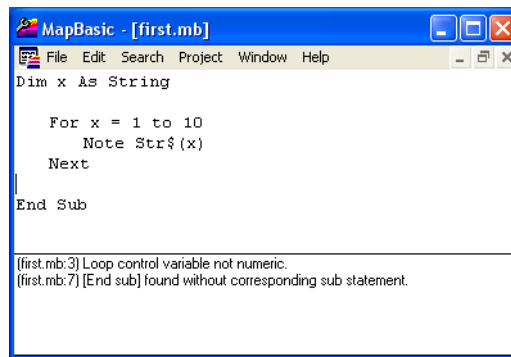 MapBasic - [first.mb]
File Edit Search Project Window Help
Dim x As String
For x = 1 to 10
Note Str$(x)
Next
End Sub
(first.mb:3) Loop control variable not numeric.
(first.mb:7) [End sub] found without corresponding sub statement.